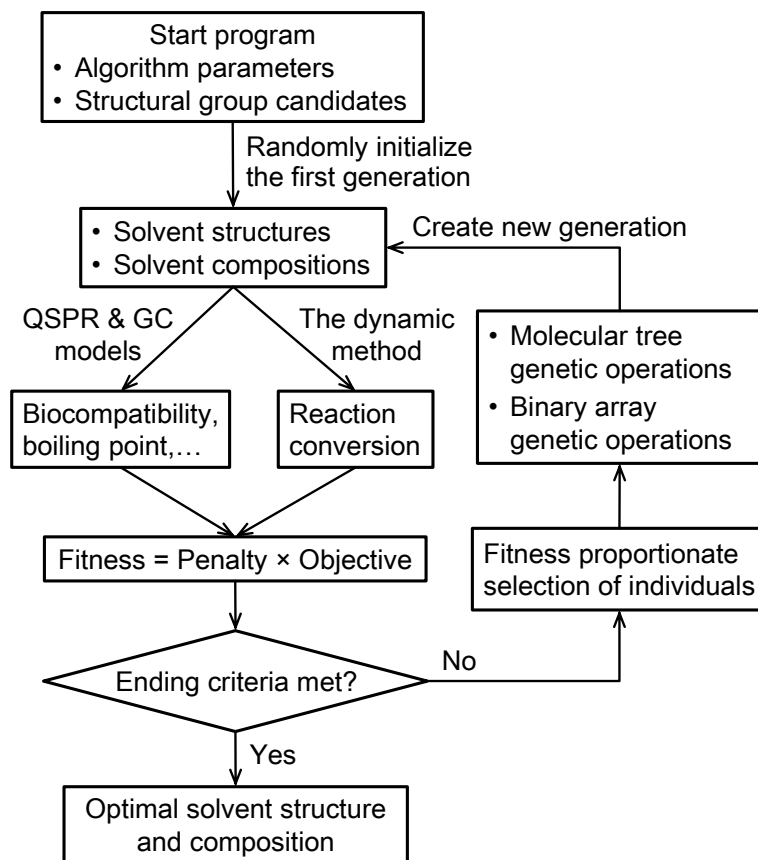 Start program
• Algorithm parameters
• Structural group candidates
Randomly initialize
the first generation
• Solvent structures
• Solvent compositions
Create new generation
QSPR & GC
models
The dynamic
method
• Molecular tree
genetic operations
• Binary array
genetic operations
Biocompatibility,
boiling point,…
Reaction
conversion
Fitness = Penalty × Objective
Fitness proportionate
selection of individuals
Ending criteria met?
No
Yes
Optimal solvent structure
and composition